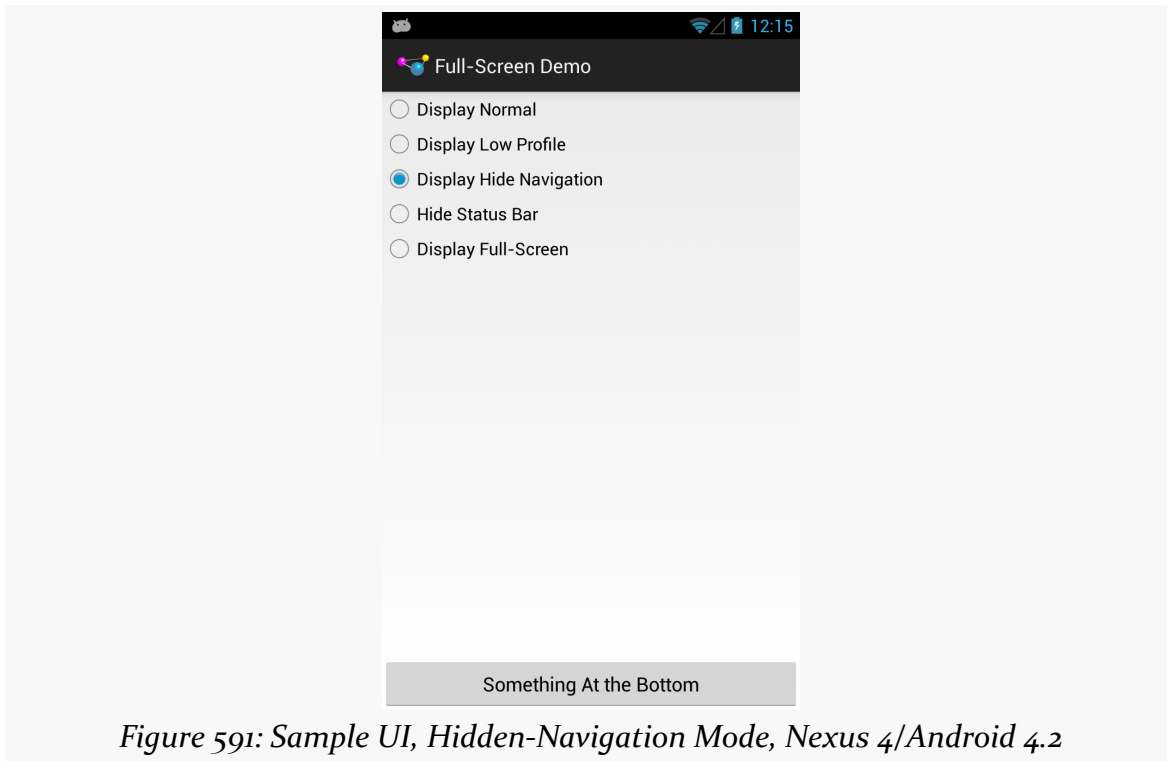 12:15
Full-Screen Demo
Display Normal
Display Low Profile
Display Hide Navigation
Hide Status Bar
Display Full-Screen
Something At the Bottom
Figure 591: Sample UI, Hidden-Navigation Mode, Nexus 4/Android 4.2